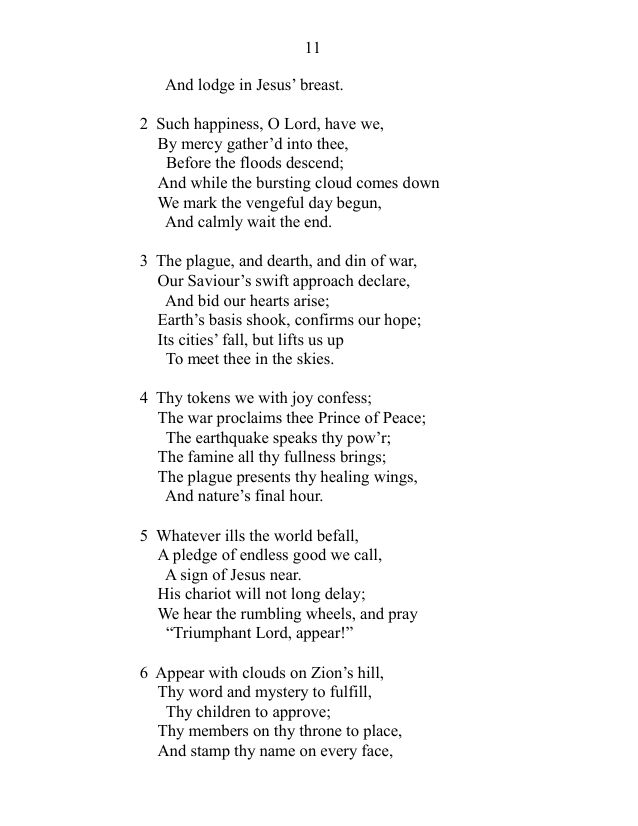 11
And lodge in Jesus’ breast.
2 Such happiness, O Lord, have we,
By mercy gather’d into thee,
Before the floods descend;
And while the bursting cloud comes down
We mark the vengeful day begun,
And calmly wait the end.
3 The plague, and dearth, and din of war,
Our Saviour’s swift approach declare,
And bid our hearts arise;
Earth’s basis shook, confirms our hope;
Its cities’ fall, but lifts us up
To meet thee in the skies.
4 Thy tokens we with joy confess;
The war proclaims thee Prince of Peace;
The earthquake speaks thy pow’r;
The famine all thy fullness brings;
The plague presents thy healing wings,
And nature’s final hour.
5 Whatever ills the world befall,
A pledge of endless good we call,
A sign of Jesus near.
His chariot will not long delay;
We hear the rumbling wheels, and pray
“Triumphant Lord, appear!”
6 Appear with clouds on Zion’s hill,
Thy word and mystery to fulfill,
Thy children to approve;
Thy members on thy throne to place,
And stamp thy name on every face,